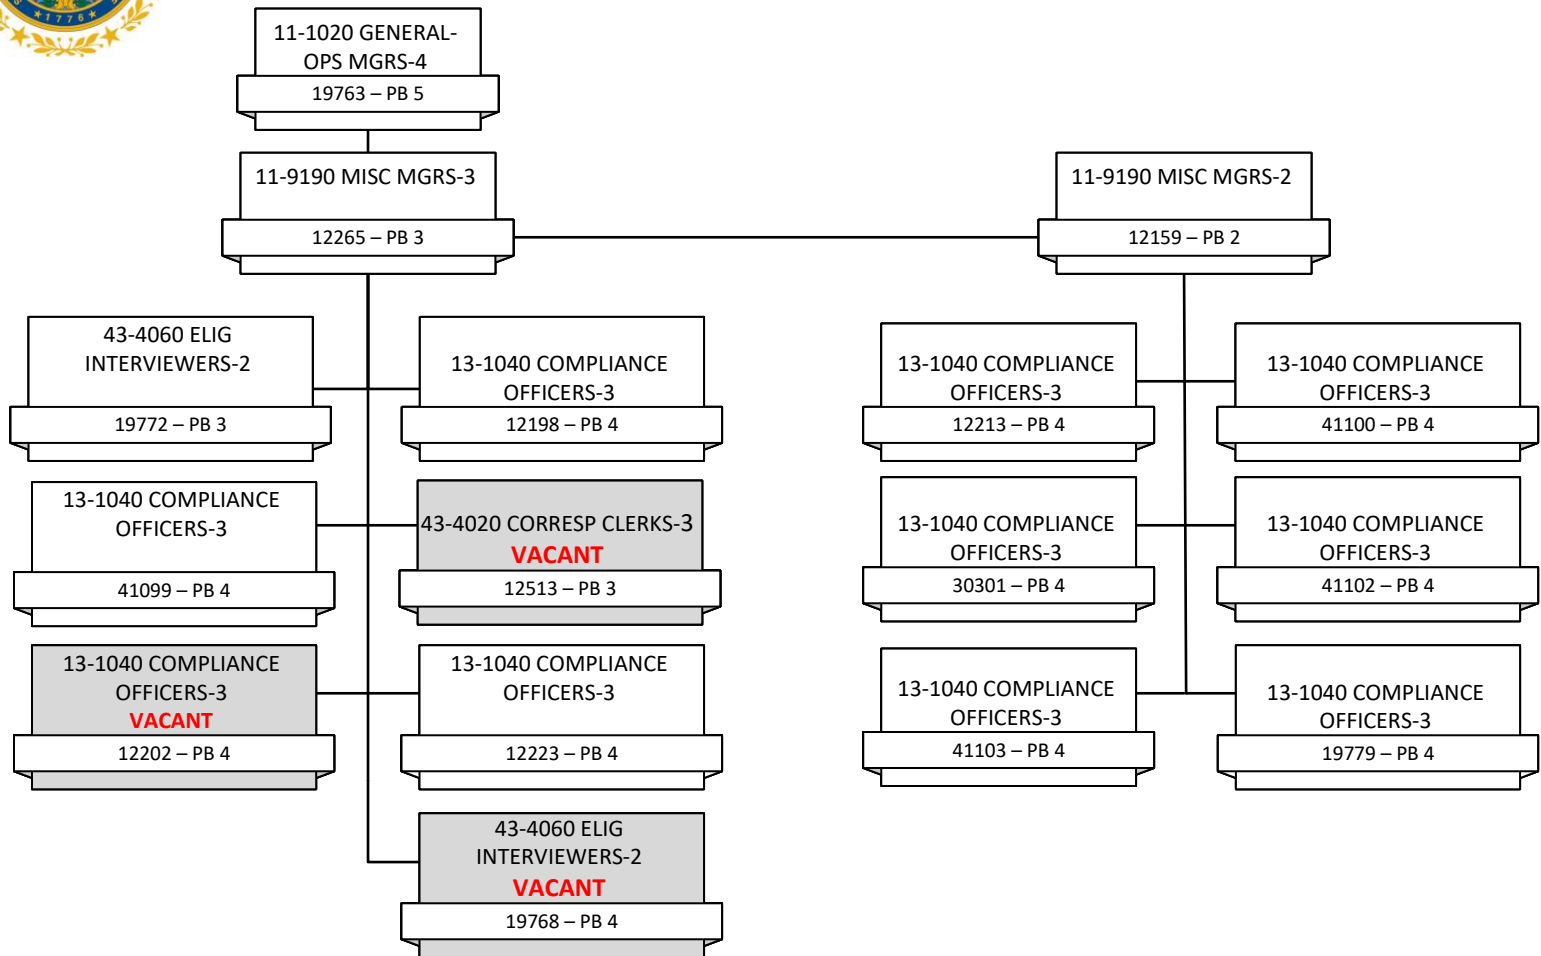 ★1776★
11-1020 GENERAL-
OPS MGRS-4
19763 – PB 5
11-9190 MISC MGRS-3
12265 – PB 3
11-9190 MISC MGRS-2
12159 – PB 2
43-4060 ELIG
INTERVIEWERS-2
19772 – PB 3
13-1040 COMPLIANCE
OFFICERS-3
12198 – PB 4
13-1040 COMPLIANCE
OFFICERS-3
12213 – PB 4
13-1040 COMPLIANCE
OFFICERS-3
41100 – PB 4
13-1040 COMPLIANCE
OFFICERS-3
41099 – PB 4
43-4020 CORRESP CLERKS-3
VACANT
12513 – PB 3
13-1040 COMPLIANCE
OFFICERS-3
30301 – PB 4
13-1040 COMPLIANCE
OFFICERS-3
41102 – PB 4
13-1040 COMPLIANCE
OFFICERS-3
VACANT
12202 – PB 4
13-1040 COMPLIANCE
OFFICERS-3
12223 – PB 4
13-1040 COMPLIANCE
OFFICERS-3
41103 – PB 4
13-1040 COMPLIANCE
OFFICERS-3
19779 – PB 4
43-4060 ELIG
INTERVIEWERS-2
VACANT
19768 – PB 4